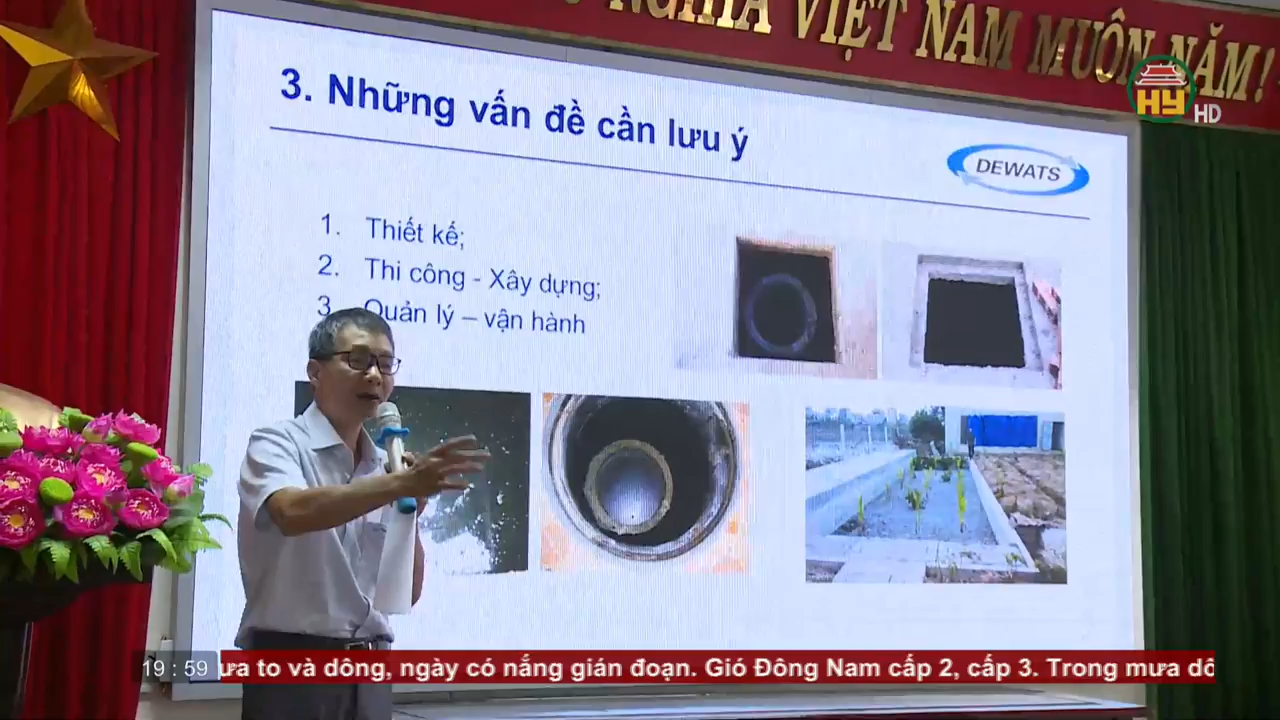 NGHĨA VIỆT NAM MUÔN NĂM!
HY HD
3. Những vấn đề cần lưu ý
DEWATS
1. Thiết kế;
2. Thi công - Xây dựng;
3. Quản lý – vận hành
19 : 59 to và dông, ngày có nắng gián đoạn. Gió Đông Nam cấp 2, cấp 3. Trong mưa